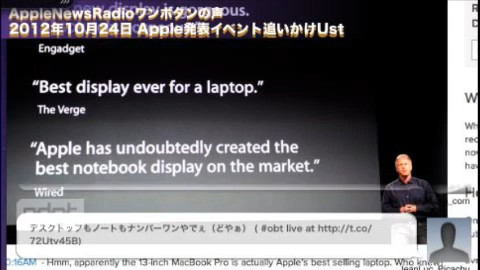 AppleNewsRadioワンボタンの声
2012年10月24日 Apple発表イベント追いかけUst
Engadget
“Best display ever for a laptop.”
The Verge
“Apple has undoubtedly created the
best notebook display on the market.”
Wired
デスクトップもノートもナンバーワンやでぇ（どやぁ） ( #obt live at http://t.co/
72Utv45B)
:16AM - Hmm, apparently the 13-inch MacBook Pro is actually Apple's best selling laptop. Who knew?
JeanLuc_Picachu